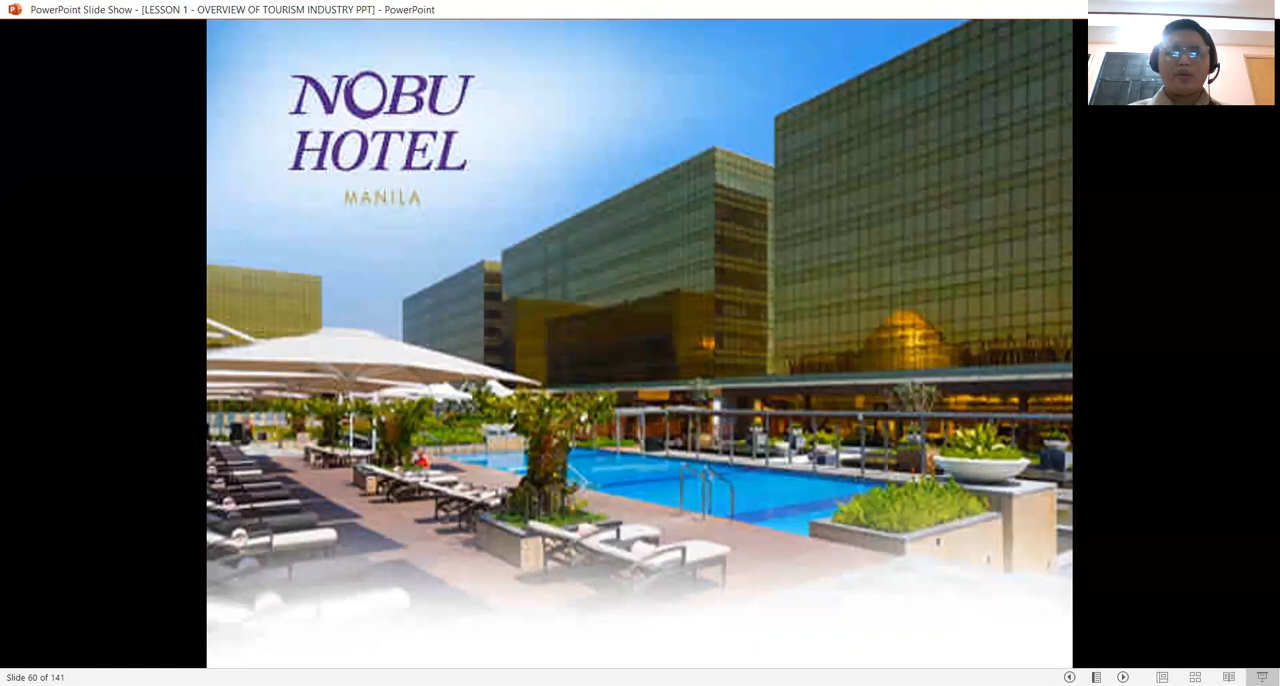 PowerPoint Slide Show - [LESSON 1 - OVERVIEW OF TOURISM INDUSTRY PPT] - PowerPoint
NOBU
HOTEL
MANILA
Slide 60 of 141